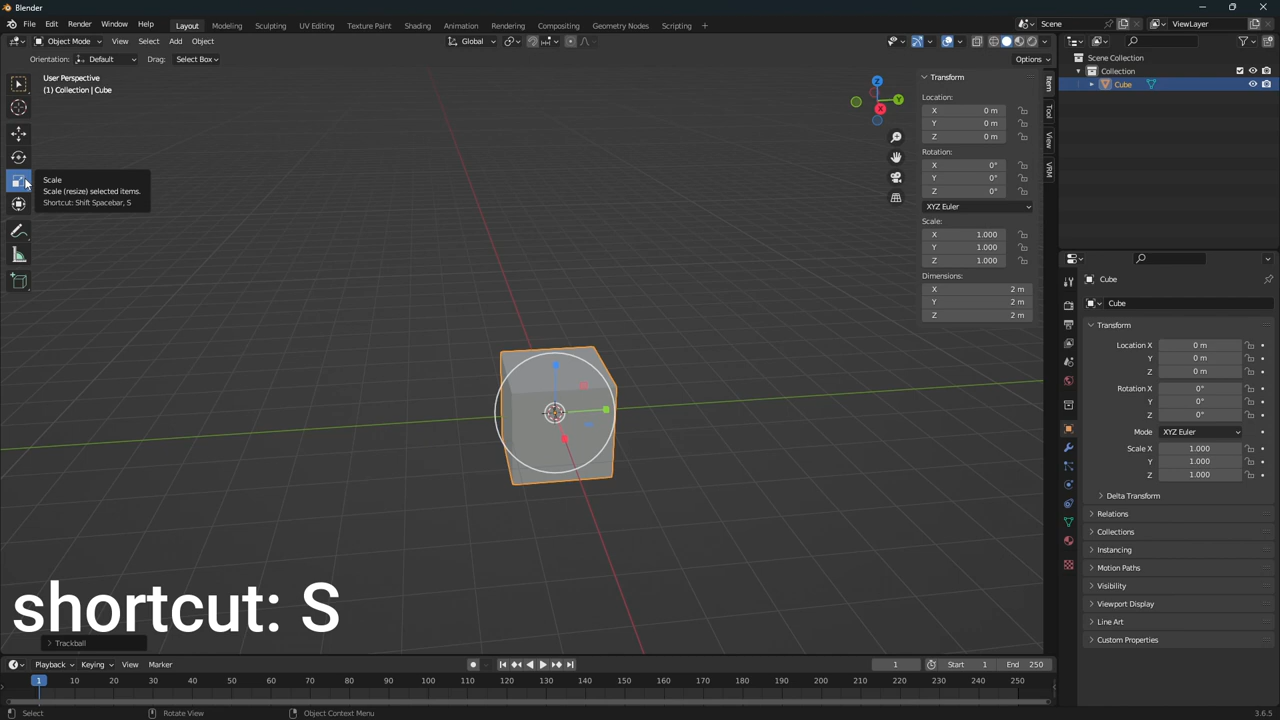 Blender
File Edit Render Window Help Layout Modeling Sculpting UV Editing Texture Paint Shading Animation Rendering Compositing Geometry Nodes Scripting + Scene ViewLayer
Object Mode View Select Add Object Global
Orientation: Default Drag: Select Box Options
User Perspective
(1) Collection | Cube
Scale
Scale (resize) selected items.
Shortcut: Shift Spacebar, S
Z
Y
X
Transform
Location:
X 0 m
Y 0 m
Z 0 m
Rotation:
X 0°
Y 0°
Z 0°
XYZ Euler
Scale:
X 1.000
Y 1.000
Z 1.000
Dimensions:
X 2 m
Y 2 m
Z 2 m
Item
Tool
View
VRM
Scene Collection
Collection
Cube
Cube
Cube
Transform
Location X 0 m
Y 0 m
Z 0 m
Rotation X 0°
Y 0°
Z 0°
Mode XYZ Euler
Scale X 1.000
Y 1.000
Z 1.000
Delta Transform
Relations
Collections
Instancing
Motion Paths
Visibility
Viewport Display
Line Art
Custom Properties
shortcut: S
Trackball
Playback Keying View Marker 1 Start 1 End 250
1 10 20 30 40 50 60 70 80 90 100 110 120 130 140 150 160 170 180 190 200 210 220 230 240 250
Select Rotate View Object Context Menu 3.6.5